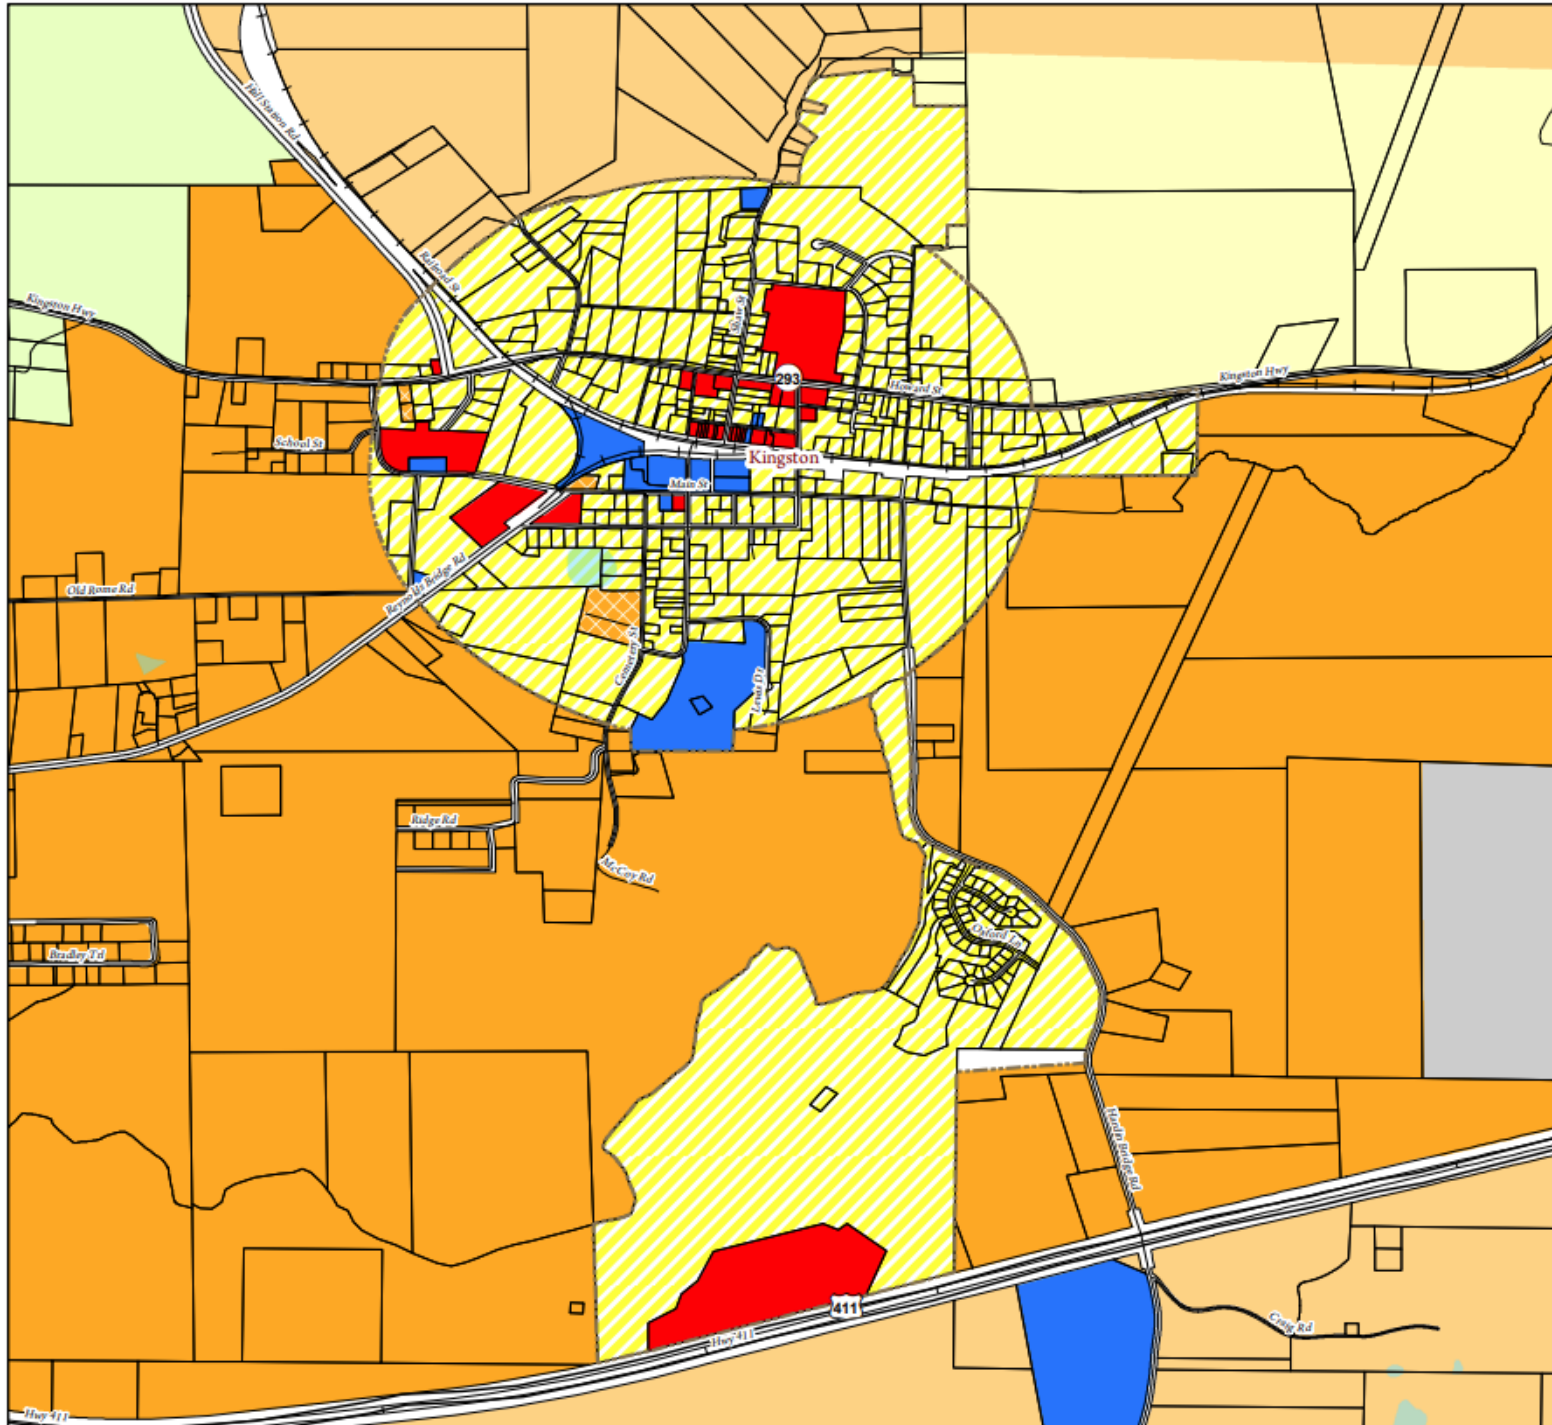 Hall Station Rd
Railroad St
Kingston Hwy
Shaw St
293
Howard St
Kingston Hwy
School St
Kingston
Main St
Reynolds Bridge Rd
Old Rome Rd
Cemetery St
Lewis Dr
Ridge Rd
McCoy Rd
Oxford Ln
Bradley Trl
Hardin Bridge Rd
411
Hwy 411
Craig Rd
Hwy 411